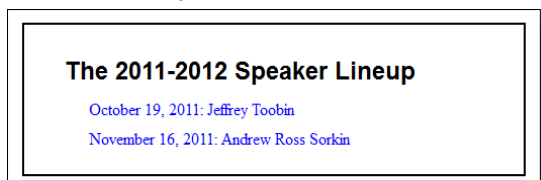 The 2011-2012 Speaker Lineup
October 19, 2011: Jeffrey Toobin
November 16, 2011: Andrew Ross Sorkin